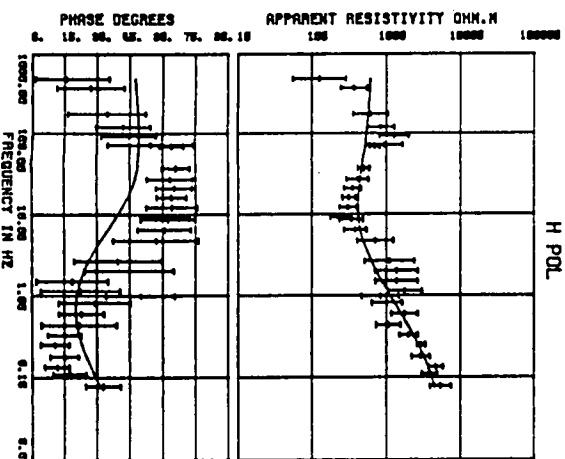 PHASE DEGREES
APPARENT RESISTIVITY OHM.M
0. 15. 30. 45. 60. 75. 90.
10 100 1000 10000 100000
1000.00
100.00
10.00
1.00
0.10
FREQUENCY IN HZ
H POL